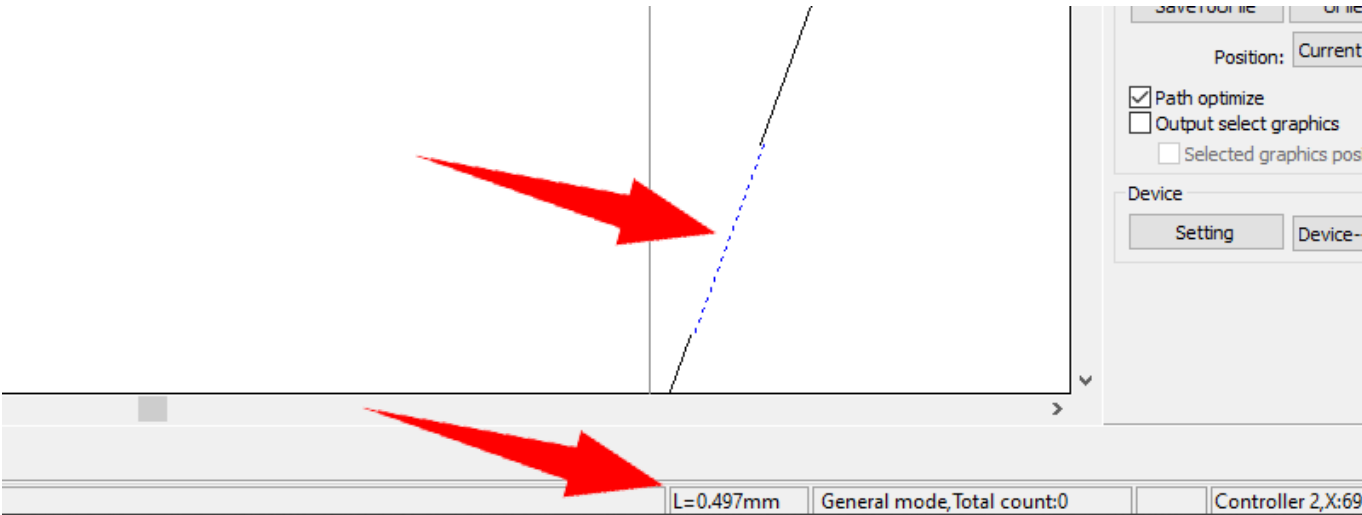 Position: Current
Path optimize
Output select graphics
Selected graphics pos
Device
Setting Device-
L=0.497mm General mode,Total count:0 Controller 2,X:69